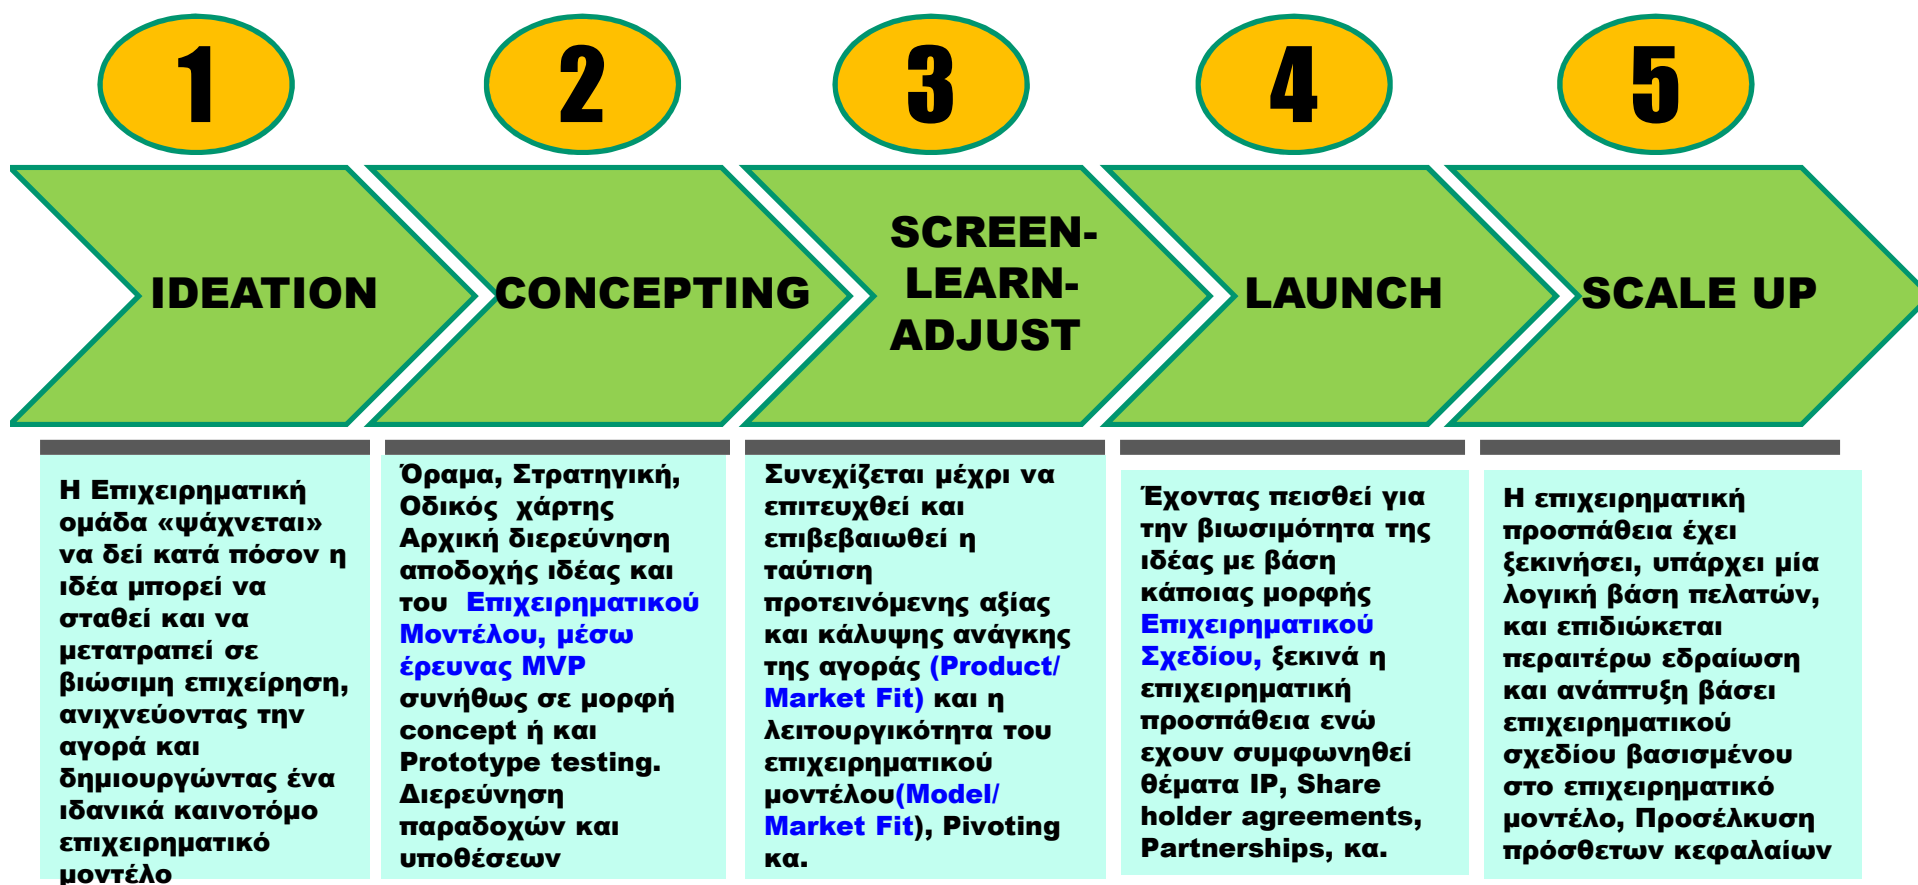 1
2
3
4
5
IDEATION
CONCEPTING
SCREEN-
LEARN-
ADJUST
LAUNCH
SCALE UP
Η Επιχειρηματική
ομάδα «ψάχνεται»
να δεί κατά πόσον η
ιδέα μπορεί να
σταθεί και να
μετατραπεί σε
βιώσιμη επιχείρηση,
ανιχνεύοντας την
αγορά και
δημιουργώντας ένα
ιδανικά καινοτόμο
επιχειρηματικό
μοντέλο
Όραμα, Στρατηγική,
Οδικός χάρτης
Αρχική διερεύνηση
αποδοχής ιδέας και
του Επιχειρηματικού
Μοντέλου, μέσω
έρευνας MVP
συνήθως σε μορφή
concept ή και
Prototype testing.
Διερεύνηση
παραδοχών και
υποθέσεων
Συνεχίζεται μέχρι να
επιτευχθεί και
επιβεβαιωθεί η
ταύτιση
προτεινόμενης αξίας
και κάλυψης ανάγκης
της αγοράς (Product/
Market Fit) και η
λειτουργικότητα του
επιχειρηματικού
μοντέλου(Model/
Market Fit), Pivoting
κα.
Έχοντας πεισθεί για
την βιωσιμότητα της
ιδέας με βάση
κάποιας μορφής
Επιχειρηματικού
Σχεδίου, ξεκινά η
επιχειρηματική
προσπάθεια ενώ
εχουν συμφωνηθεί
θέματα IP, Share
holder agreements,
Partnerships, κα.
Η επιχειρηματική
προσπάθεια έχει
ξεκινήσει, υπάρχει μία
λογική βάση πελατών,
και επιδιώκεται
περαιτέρω εδραίωση
και ανάπτυξη βάσει
επιχειρηματικού
σχεδίου βασισμένου
στο επιχειρηματικό
μοντέλο, Προσέλκυση
πρόσθετων κεφαλαίων